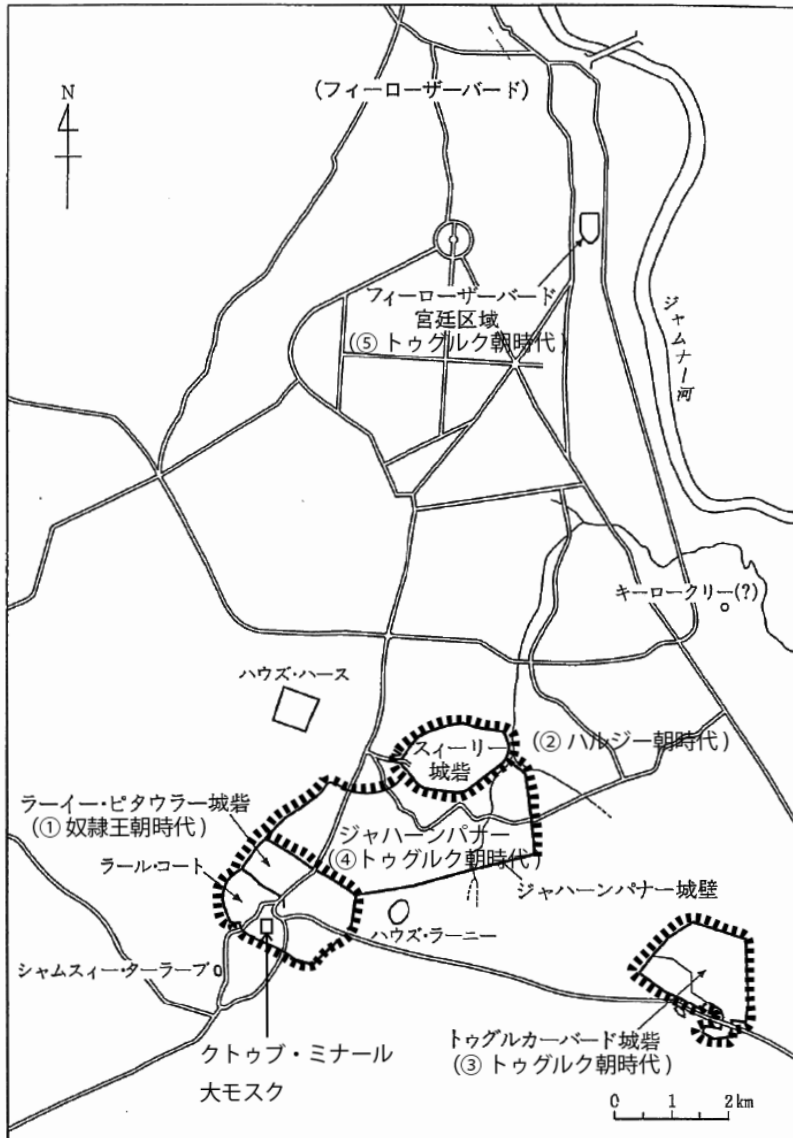 N
(フィーローザーバード)
フィーローザーバード
宮廷区域
(⑤ トゥグルク朝時代)
ジャムナー河
キーロークリー(?)
ハウズ・ハース
スィーリー
城砦
(② ハルジー朝時代)
ラーイー・ピタウラー城砦
(① 奴隷王朝時代)
ラール・コート
ジャハーンパナー
(④ トゥグルク朝時代)
ジャハーンパナー城壁
ハウズ・ラーニー
シャムスィー・ターラーブ
クトゥブ・ミナール
大モスク
トゥグルカーバード城砦
(③ トゥグルク朝時代)
0 1 2km